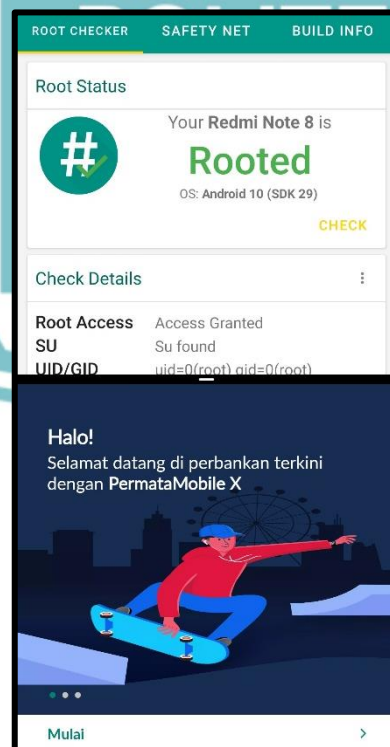 ROOT CHECKER SAFETY NET BUILD INFO
Root Status
Your Redmi Note 8 is
Rooted
OS: Android 10 (SDK 29)
CHECK
Check Details
Root Access Access Granted
SU Su found
UID/GID uid=0(root) gid=0(root)
Halo!
Selamat datang di perbankan terkini
dengan PermataMobile X
Mulai